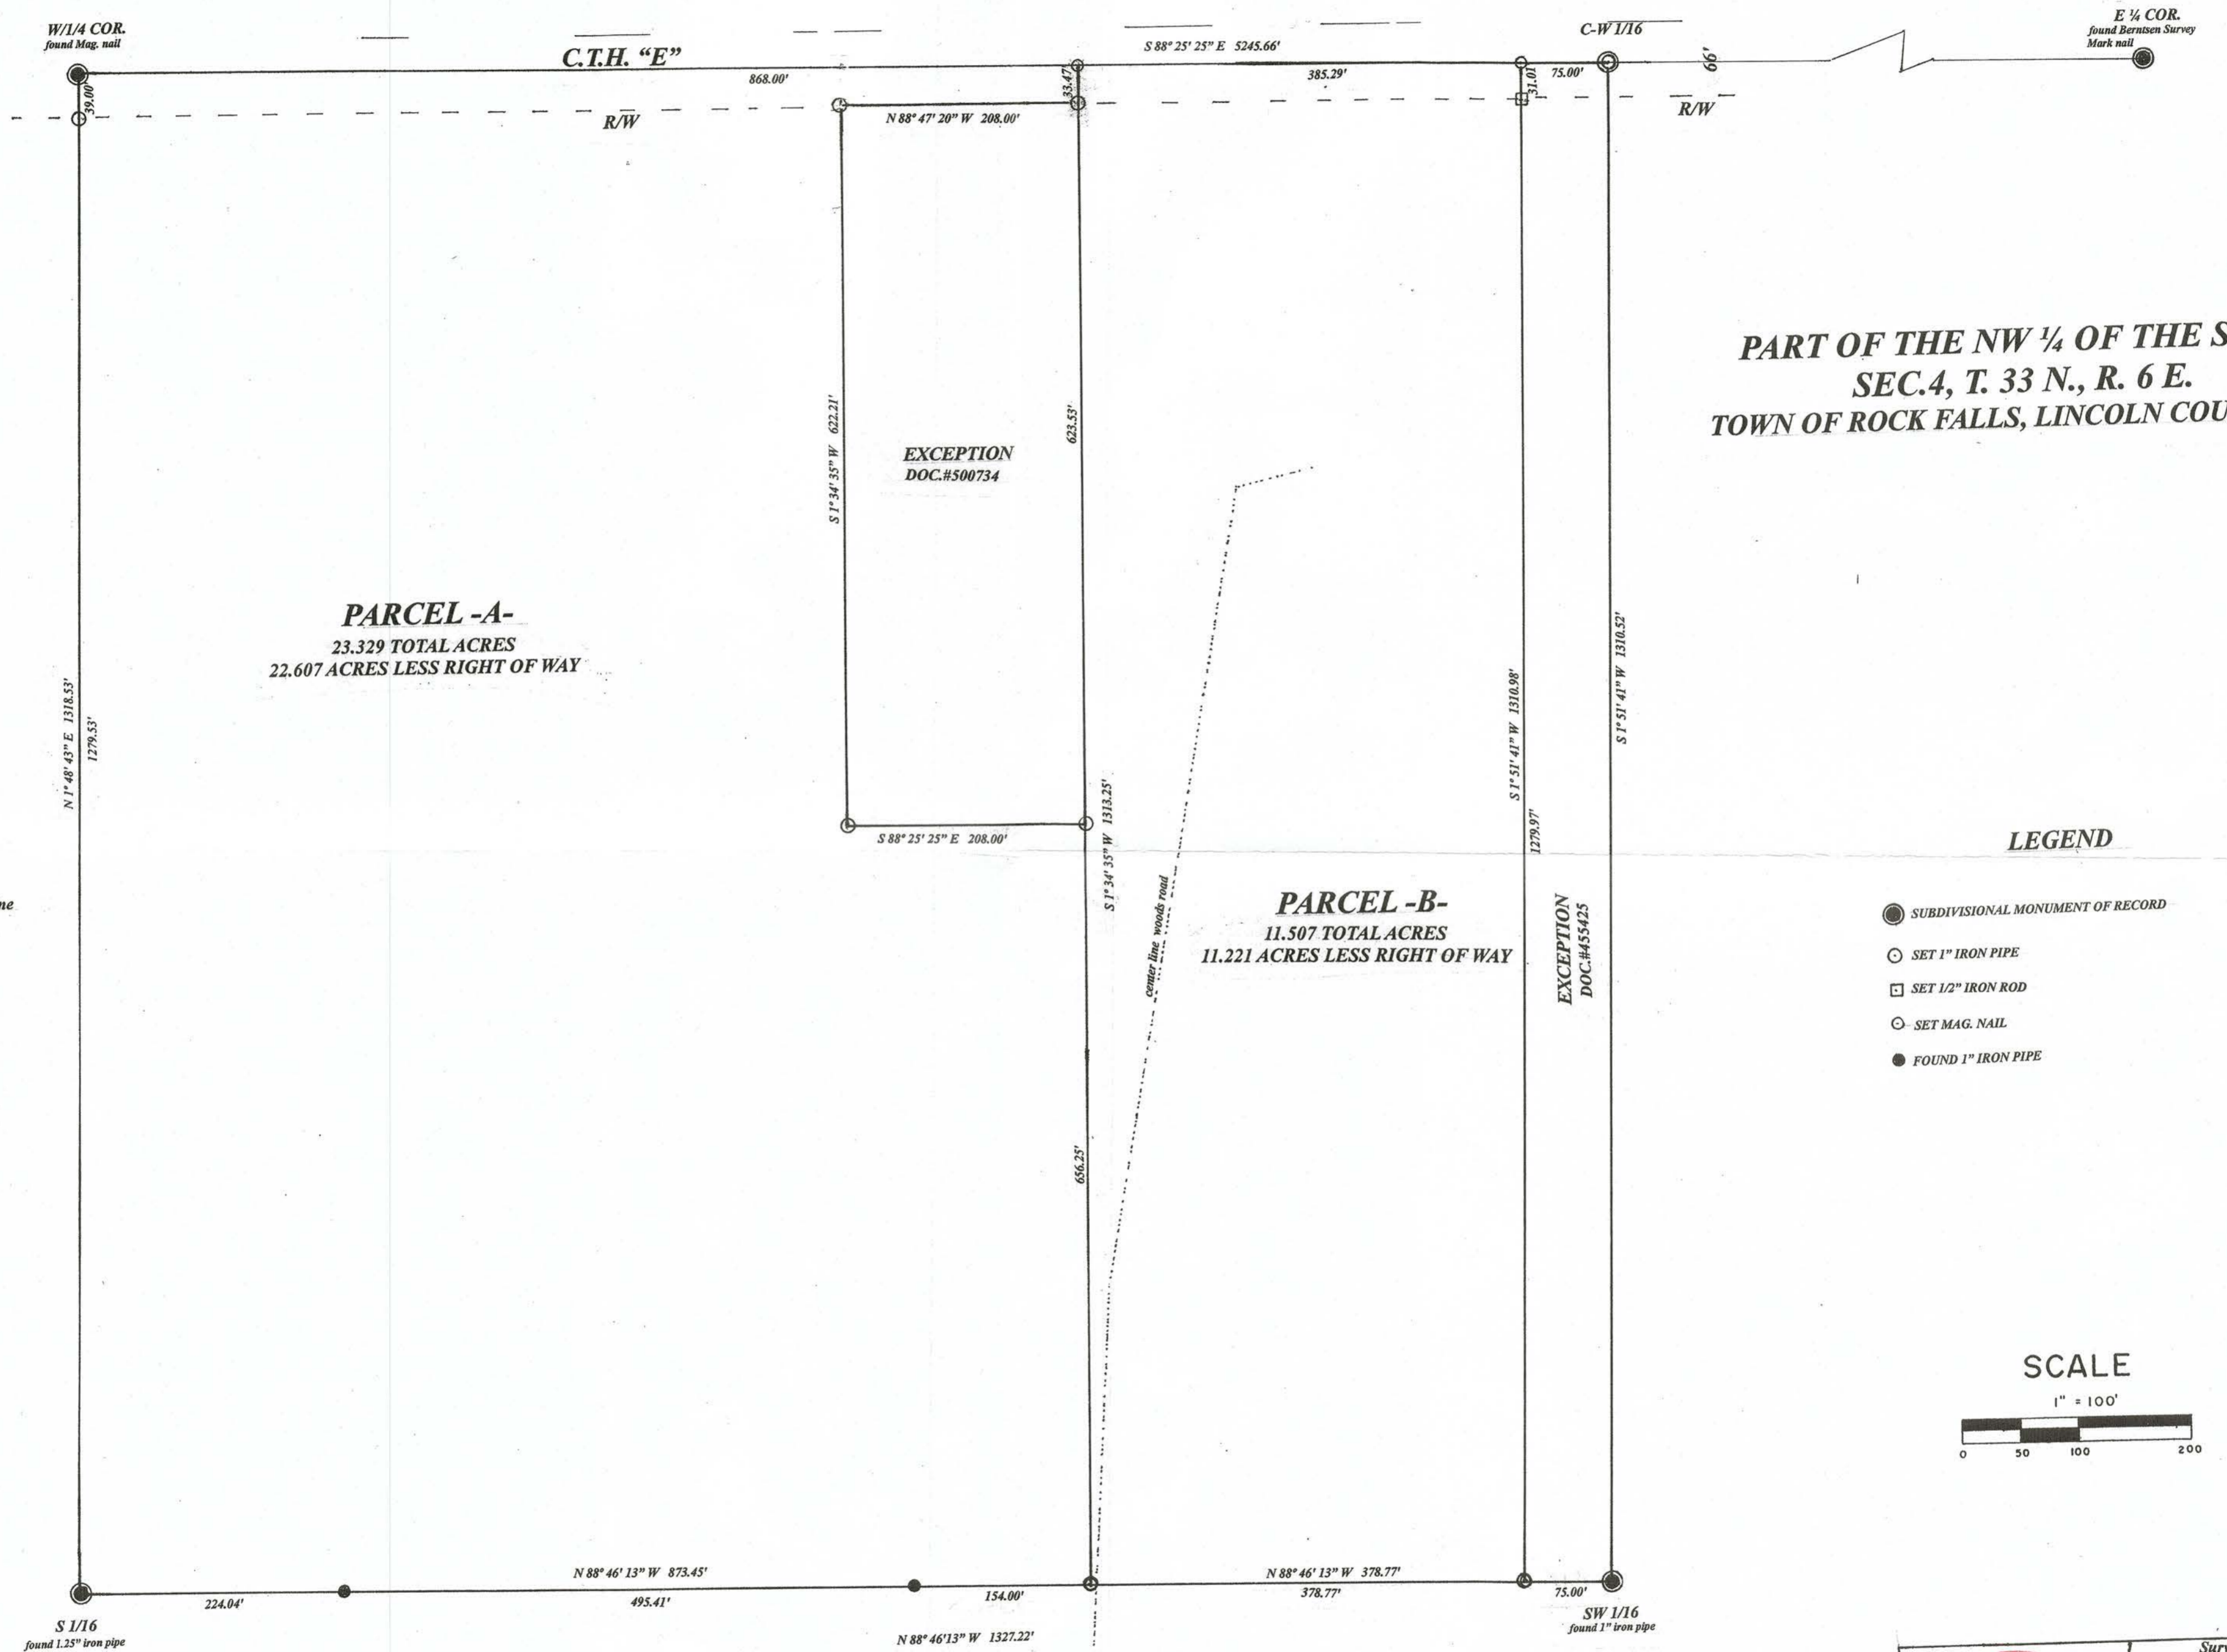 W/1/4 COR.
found Mag. nail
C.T.H. “E”
S 88° 25' 25” E 5245.66'
C-W 1/16
E ¼ COR.
found Berntsen Survey
Mark nail
868.00'
385.29'
75.00'
66'
39.00'
33.47'
31.01
R/W
N 88° 47' 20” W 208.00'
R/W
PART OF THE NW ¼ OF THE S
SEC.4, T. 33 N., R. 6 E.
TOWN OF ROCK FALLS, LINCOLN COU
S 1° 34' 35” W 622.21'
623.53'
EXCEPTION
DOC.#500734
PARCEL -A-
23.329 TOTAL ACRES
22.607 ACRES LESS RIGHT OF WAY
N 1° 48' 43” E 1318.53'
1279.53'
S 1° 51' 41” W 1310.98'
S 1° 51' 41” W 1310.52'
1279.97'
S 88° 25' 25” E 208.00'
S 1° 34' 35” W 1313.25'
LEGEND
ne
center line woods road
PARCEL -B-
11.507 TOTAL ACRES
11.221 ACRES LESS RIGHT OF WAY
EXCEPTION
DOC.#455425
SUBDIVISIONAL MONUMENT OF RECORD
SET 1” IRON PIPE
SET 1/2” IRON ROD
SET MAG. NAIL
FOUND 1” IRON PIPE
656.25'
SCALE
1" = 100'
0 50 100 200
N 88° 46' 13” W 873.45'
N 88° 46' 13” W 378.77'
224.04'
495.41'
154.00'
378.77'
75.00'
S 1/16
found 1.25” iron pipe
N 88° 46'13” W 1327.22'
SW 1/16
found 1” iron pipe
1
Surv